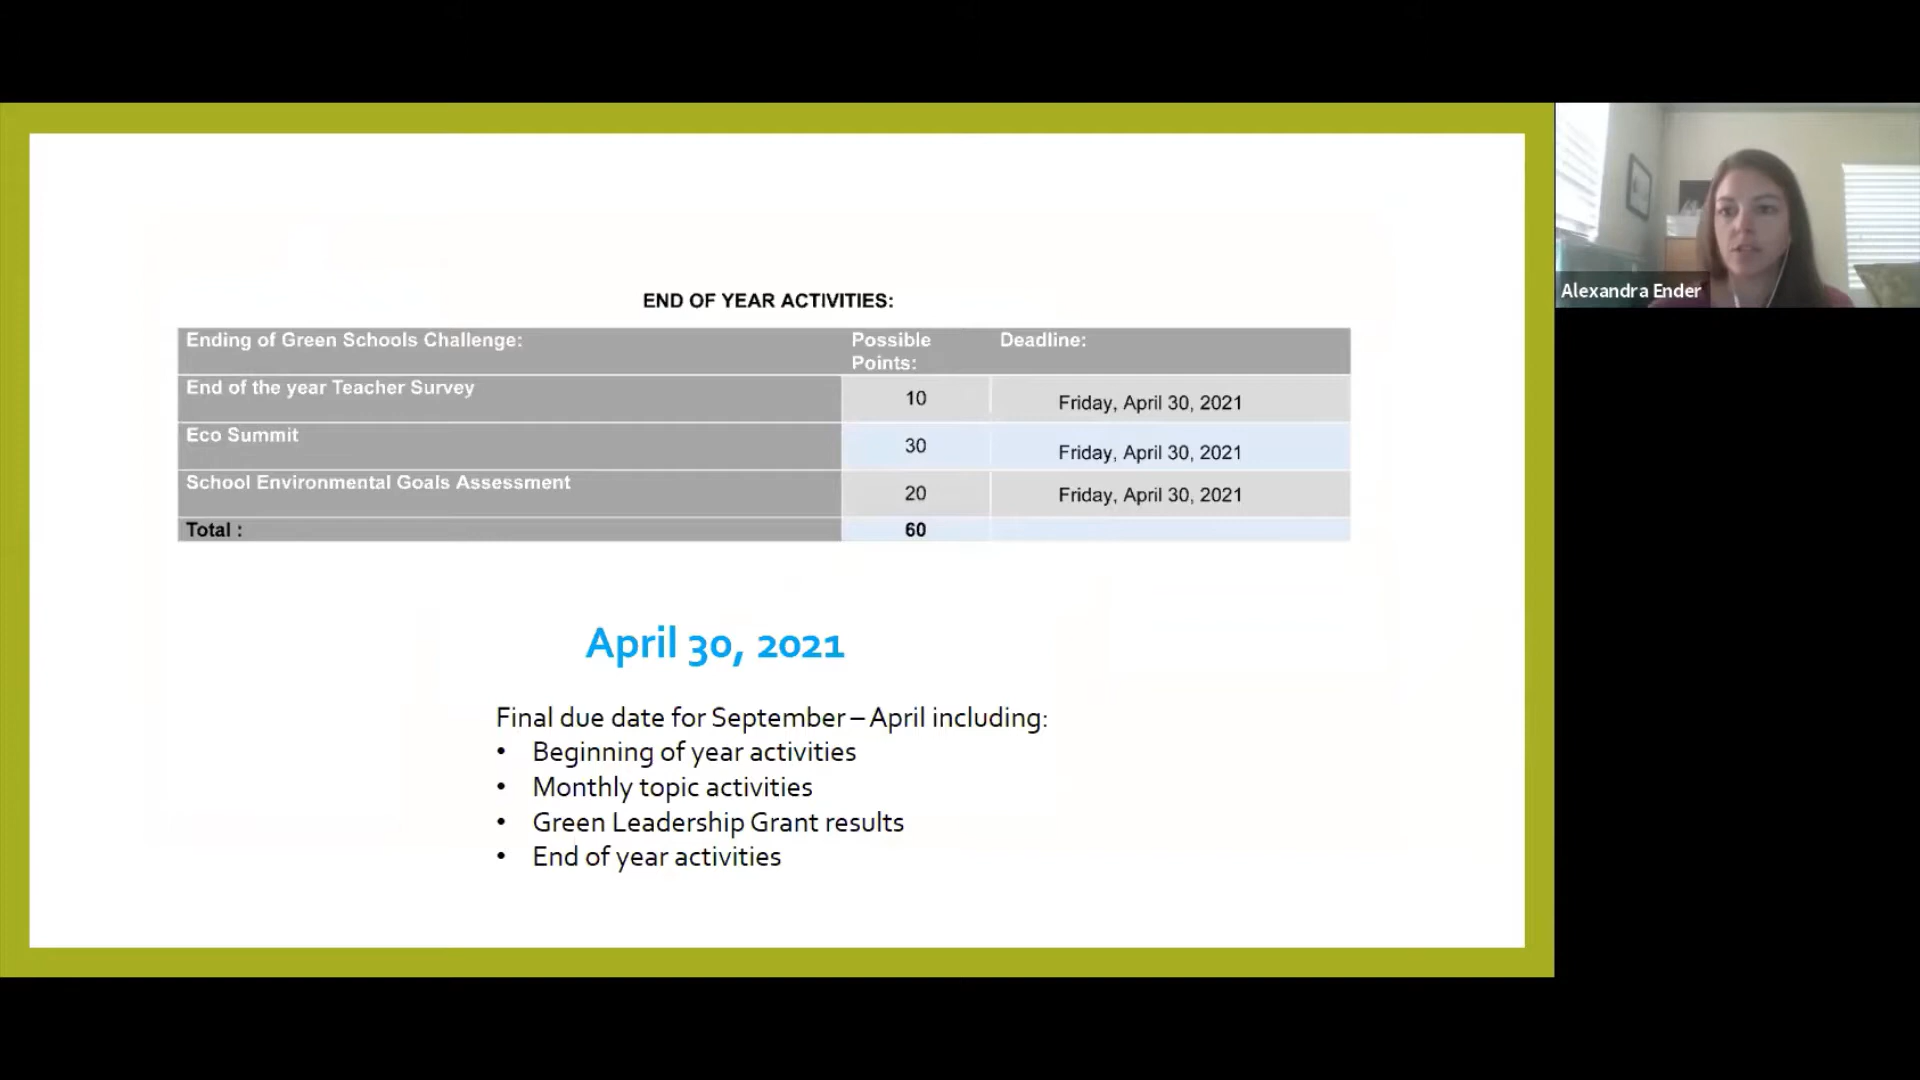 END OF YEAR ACTIVITIES:
Ending of Green Schools Challenge: Possible Points: Deadline:
End of the year Teacher Survey 10 Friday, April 30, 2021
Eco Summit 30 Friday, April 30, 2021
School Environmental Goals Assessment 20 Friday, April 30, 2021
Total : 60
April 30, 2021
Final due date for September – April including:
• Beginning of year activities
• Monthly topic activities
• Green Leadership Grant results
• End of year activities
Alexandra Ender